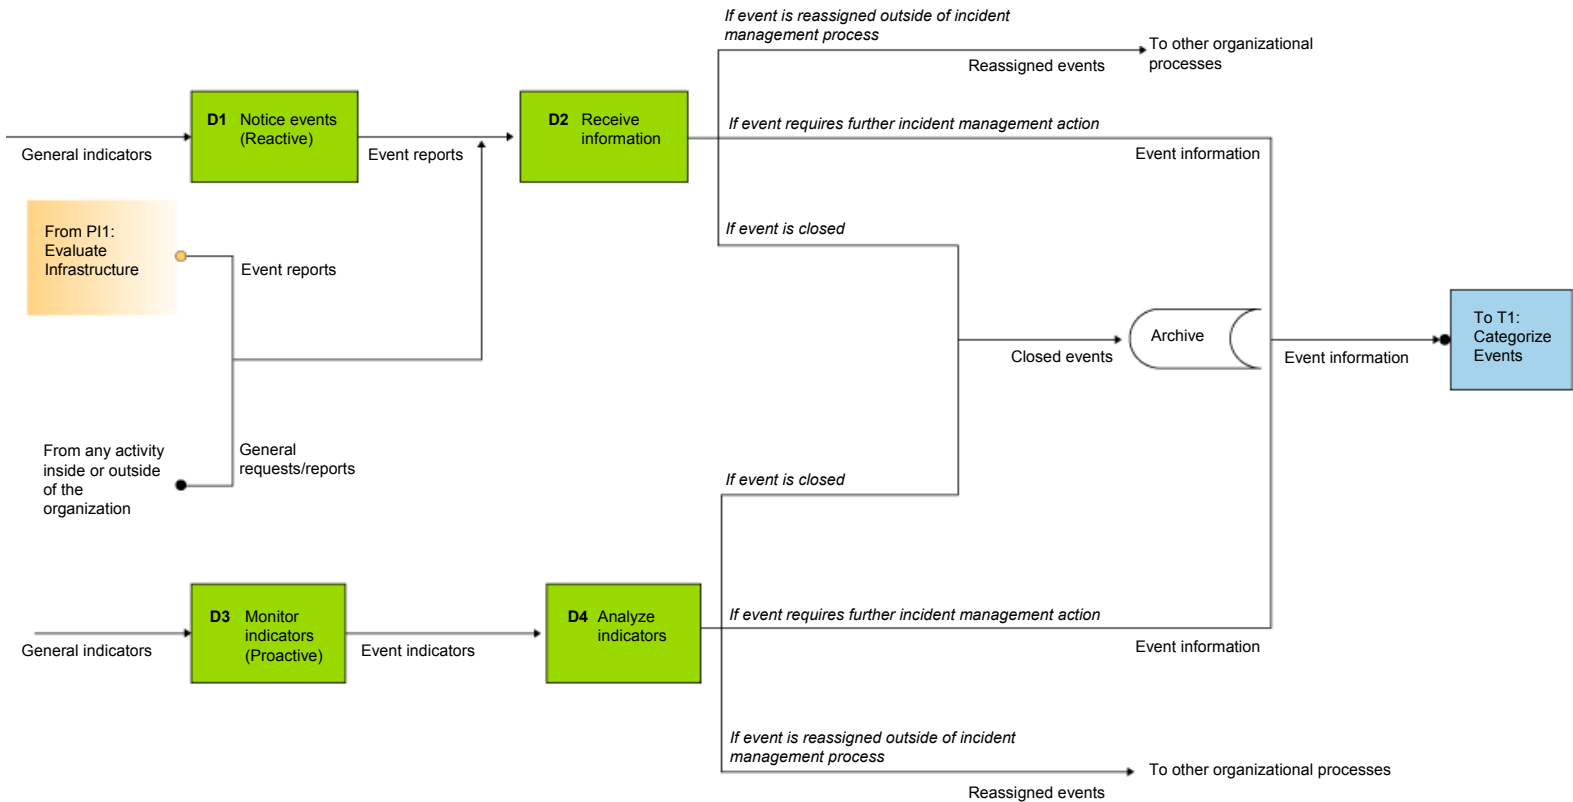 If event is reassigned outside of incident
management process
To other organizational
processes
Reassigned events
D1 Notice events
(Reactive)
D2 Receive
information
If event requires further incident management action
General indicators
Event reports
Event information
From PI1:
Evaluate
Infrastructure
If event is closed
Event reports
To T1:
Categorize
Events
Archive
Closed events
Event information
From any activity
inside or outside
of the
organization
General
requests/reports
If event is closed
D3 Monitor
indicators
(Proactive)
D4 Analyze
indicators
If event requires further incident management action
General indicators
Event indicators
Event information
If event is reassigned outside of incident
management process
To other organizational processes
Reassigned events